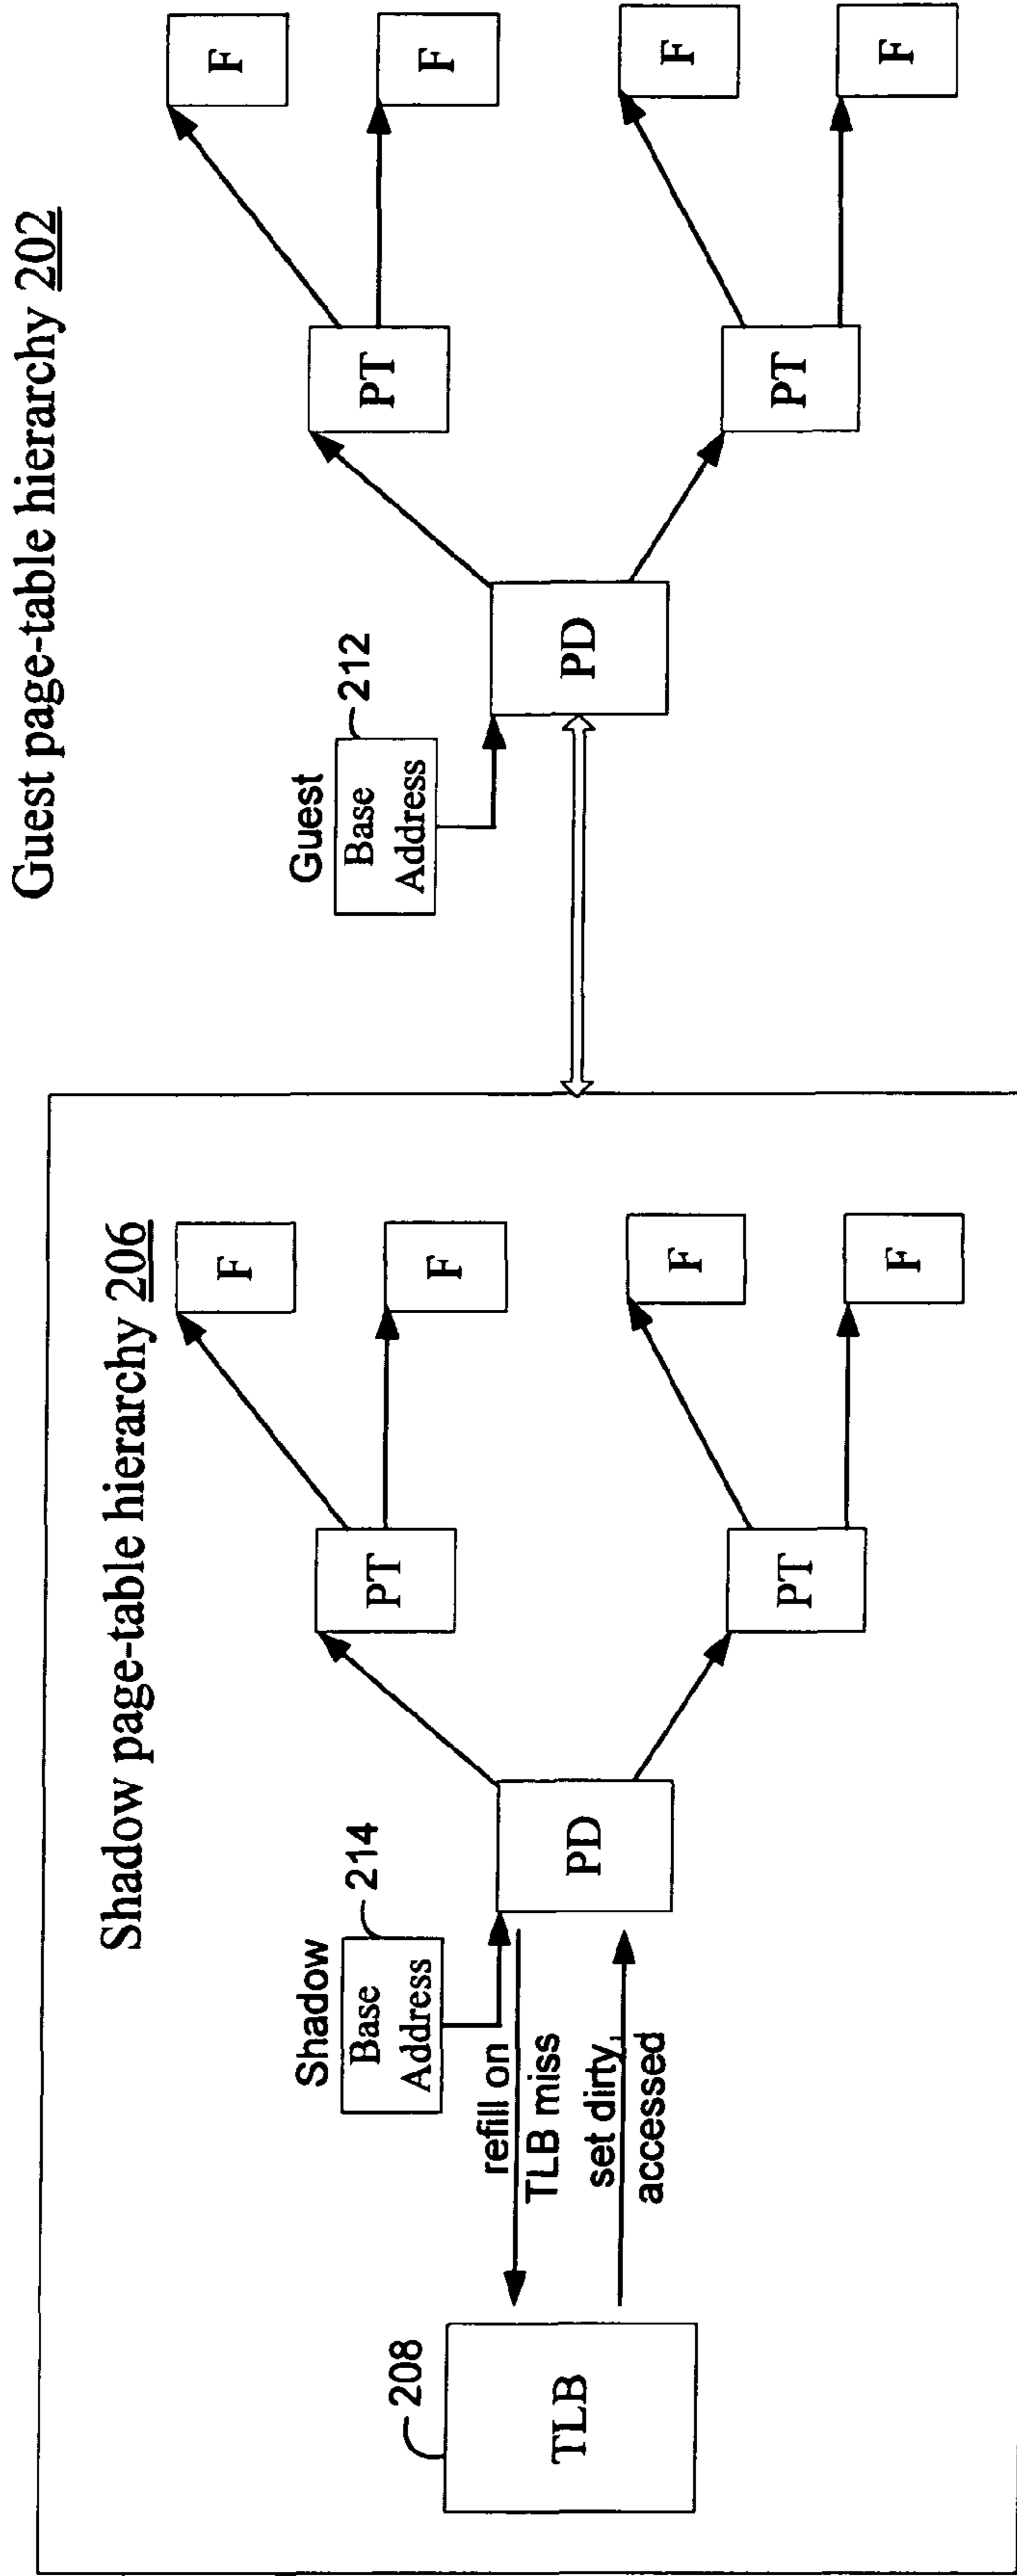 Guest page-table hierarchy 202
Shadow page-table hierarchy 206
208
TLB
refill on
TLB miss
set dirty,
accessed
Shadow
Base
Address
214
PD
PT
PT
F
F
F
F
Guest
Base
Address
212
PD
PT
PT
F
F
F
F